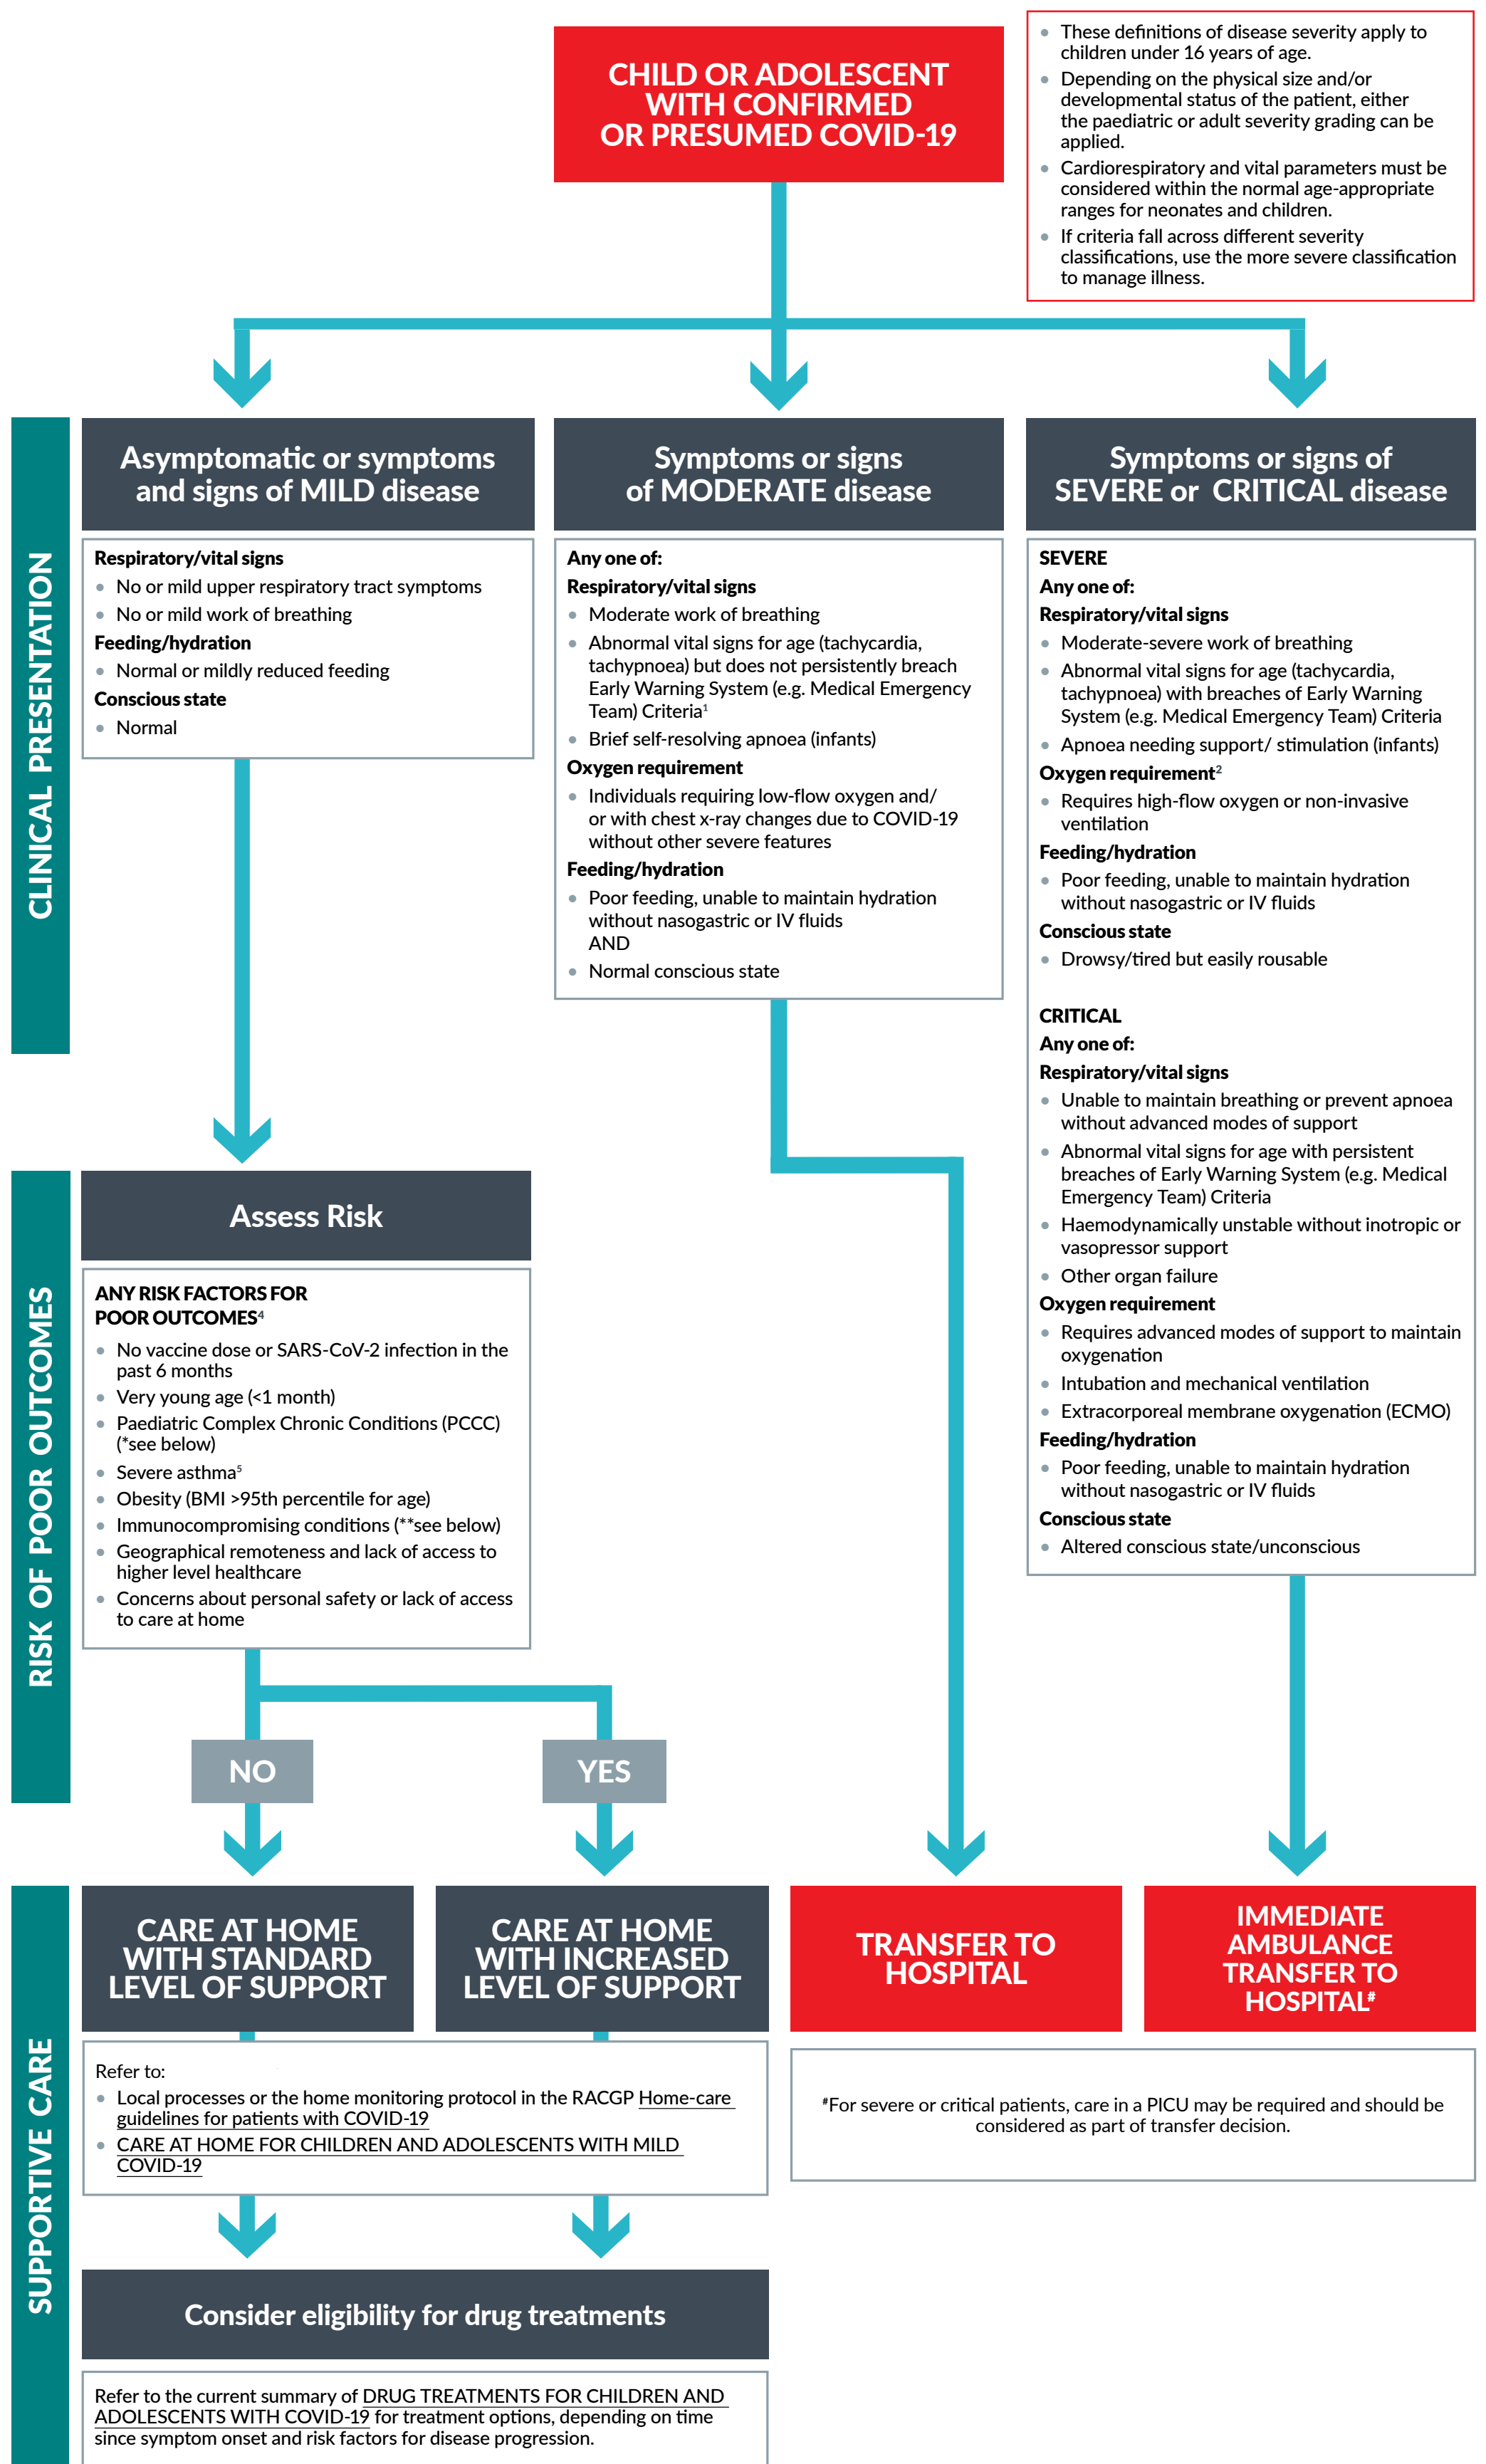 CHILD OR ADOLESCENT
WITH CONFIRMED
OR PRESUMED COVID-19
• These definitions of disease severity apply to
children under 16 years of age.
• Depending on the physical size and/or
developmental status of the patient, either
the paediatric or adult severity grading can be
applied.
• Cardiorespiratory and vital parameters must be
considered within the normal age-appropriate
ranges for neonates and children.
• If criteria fall across different severity
classifications, use the more severe classification
to manage illness.
CLINICAL PRESENTATION
Asymptomatic or symptoms
and signs of MILD disease
Respiratory/vital signs
• No or mild upper respiratory tract symptoms
• No or mild work of breathing
Feeding/hydration
• Normal or mildly reduced feeding
Conscious state
• Normal
Symptoms or signs
of MODERATE disease
Any one of:
Respiratory/vital signs
• Moderate work of breathing
• Abnormal vital signs for age (tachycardia,
tachypnoea) but does not persistently breach
Early Warning System (e.g. Medical Emergency
Team) Criteria¹
• Brief self-resolving apnoea (infants)
Oxygen requirement
• Individuals requiring low-flow oxygen and/
or with chest x-ray changes due to COVID-19
without other severe features
Feeding/hydration
• Poor feeding, unable to maintain hydration
without nasogastric or IV fluids
AND
• Normal conscious state
Symptoms or signs of
SEVERE or CRITICAL disease
SEVERE
Any one of:
Respiratory/vital signs
• Moderate-severe work of breathing
• Abnormal vital signs for age (tachycardia,
tachypnoea) with breaches of Early Warning
System (e.g. Medical Emergency Team) Criteria
• Apnoea needing support/ stimulation (infants)
Oxygen requirement²
• Requires high-flow oxygen or non-invasive
ventilation
Feeding/hydration
• Poor feeding, unable to maintain hydration
without nasogastric or IV fluids
Conscious state
• Drowsy/tired but easily rousable
CRITICAL
Any one of:
Respiratory/vital signs
• Unable to maintain breathing or prevent apnoea
without advanced modes of support
• Abnormal vital signs for age with persistent
breaches of Early Warning System (e.g. Medical
Emergency Team) Criteria
• Haemodynamically unstable without inotropic or
vasopressor support
• Other organ failure
Oxygen requirement
• Requires advanced modes of support to maintain
oxygenation
• Intubation and mechanical ventilation
• Extracorporeal membrane oxygenation (ECMO)
Feeding/hydration
• Poor feeding, unable to maintain hydration
without nasogastric or IV fluids
Conscious state
• Altered conscious state/unconscious
RISK OF POOR OUTCOMES
Assess Risk
ANY RISK FACTORS FOR
POOR OUTCOMES⁴
• No vaccine dose or SARS-CoV-2 infection in the
past 6 months
• Very young age (<1 month)
• Paediatric Complex Chronic Conditions (PCCC)
(*see below)
• Severe asthma⁵
• Obesity (BMI >95th percentile for age)
• Immunocompromising conditions (**see below)
• Geographical remoteness and lack of access to
higher level healthcare
• Concerns about personal safety or lack of access
to care at home
NO
YES
SUPPORTIVE CARE
CARE AT HOME
WITH STANDARD
LEVEL OF SUPPORT
CARE AT HOME
WITH INCREASED
LEVEL OF SUPPORT
TRANSFER TO
HOSPITAL
IMMEDIATE
AMBULANCE
TRANSFER TO
HOSPITAL#
Refer to:
• Local processes or the home monitoring protocol in the RACGP Home-care
guidelines for patients with COVID-19
• CARE AT HOME FOR CHILDREN AND ADOLESCENTS WITH MILD
COVID-19
#For severe or critical patients, care in a PICU may be required and should be
considered as part of transfer decision.
Consider eligibility for drug treatments
Refer to the current summary of DRUG TREATMENTS FOR CHILDREN AND
ADOLESCENTS WITH COVID-19 for treatment options, depending on time
since symptom onset and risk factors for disease progression.